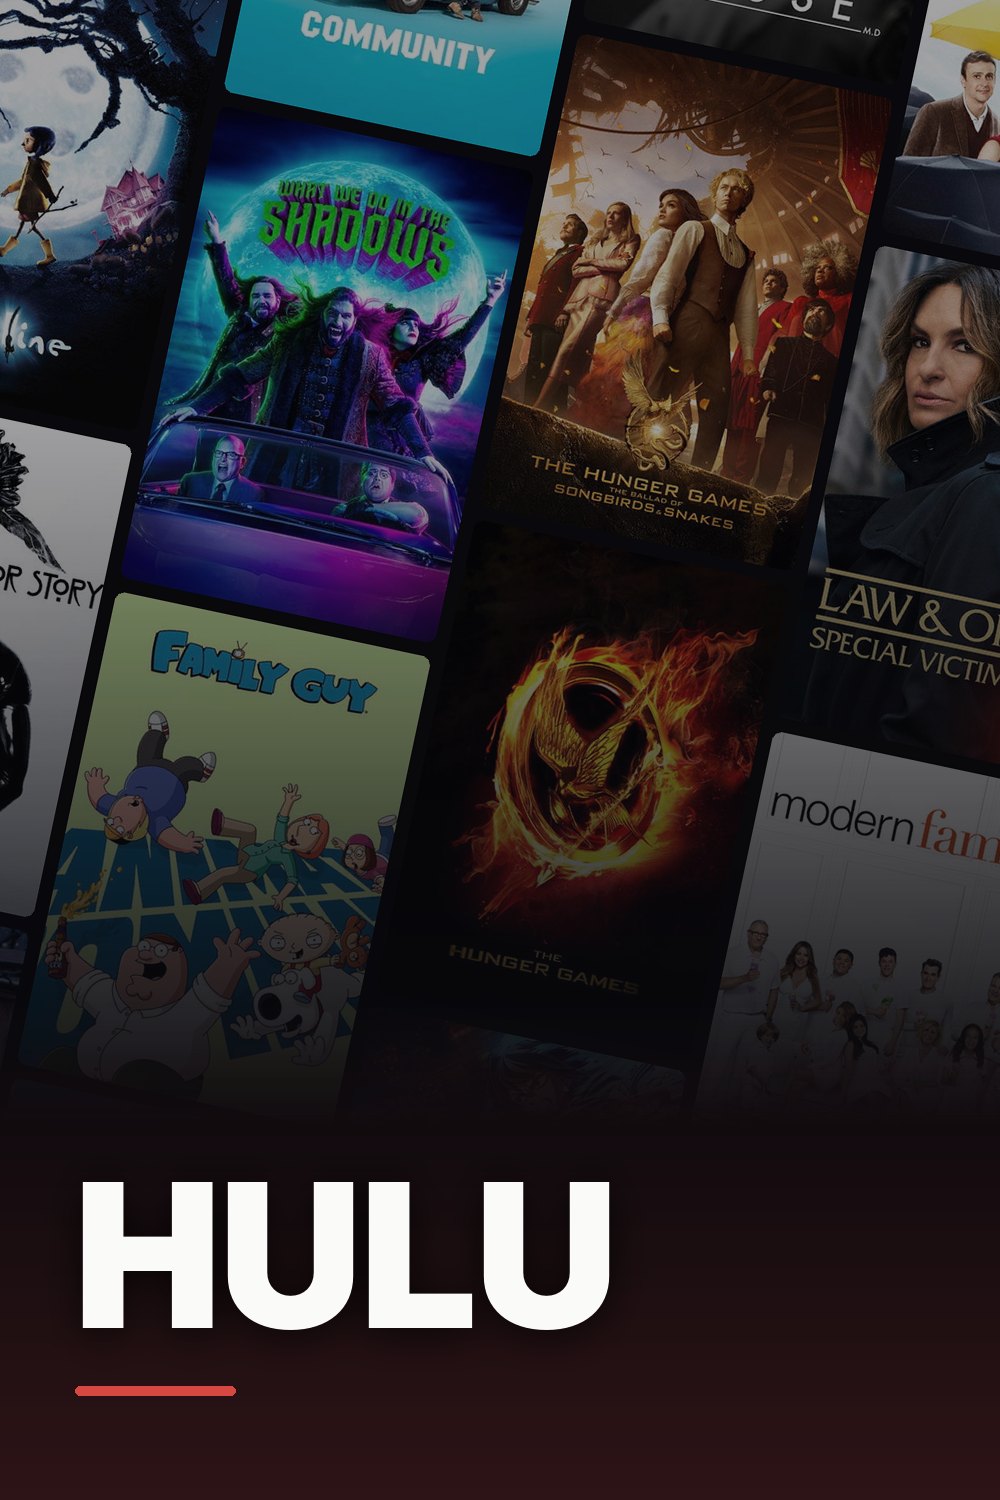 COMMUNITY
M.D
WHAT WE DO IN THE
SHADOWS
THE HUNGER GAMES
THE BALLAD OF
SONGBIRDS & SNAKES
LAW & O
SPECIAL VICTIM
line
OR STORY
FAMILY GUY
modern fam
THE
HUNGER GAMES
HULU